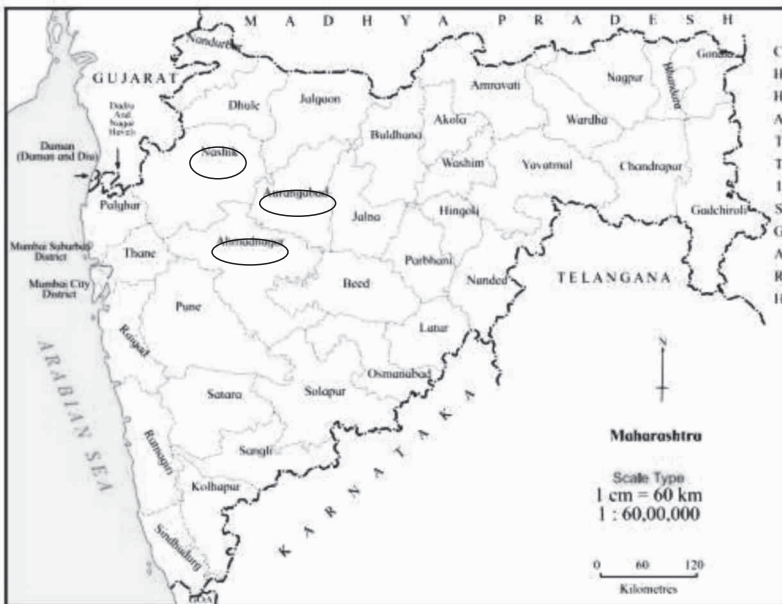 M A D H Y A P R A D E S H
Nandurbar
Gondia
GUJARAT
Nagpur
Bhandara
Amravati
Jalgaon
Dhule
Dadra
And
Nagar
Haveli
Akola
Wardha
Buldhana
Daman
(Daman and Diu)
Nashik
Washim
Yavatmal
Chandrapur
Aurangabad
Palghar
Jalna
Hingoli
Gadchiroli
Ahmadnagar
Mumbai Suburban
District
Thane
Parbhani
TELANGANA
Mumbai City
District
Beed
Nanded
Pune
Latur
Raigad
N
Osmanabad
ARABIAN SEA
Satara
Solapur
Maharashtra
Ratnagiri
Sangli
Scale Type
1 cm = 60 km
1 : 60,00,000
Kolhapur
KARNATAKA
Sindhudurg
0 60 120
Kilometres
GOA